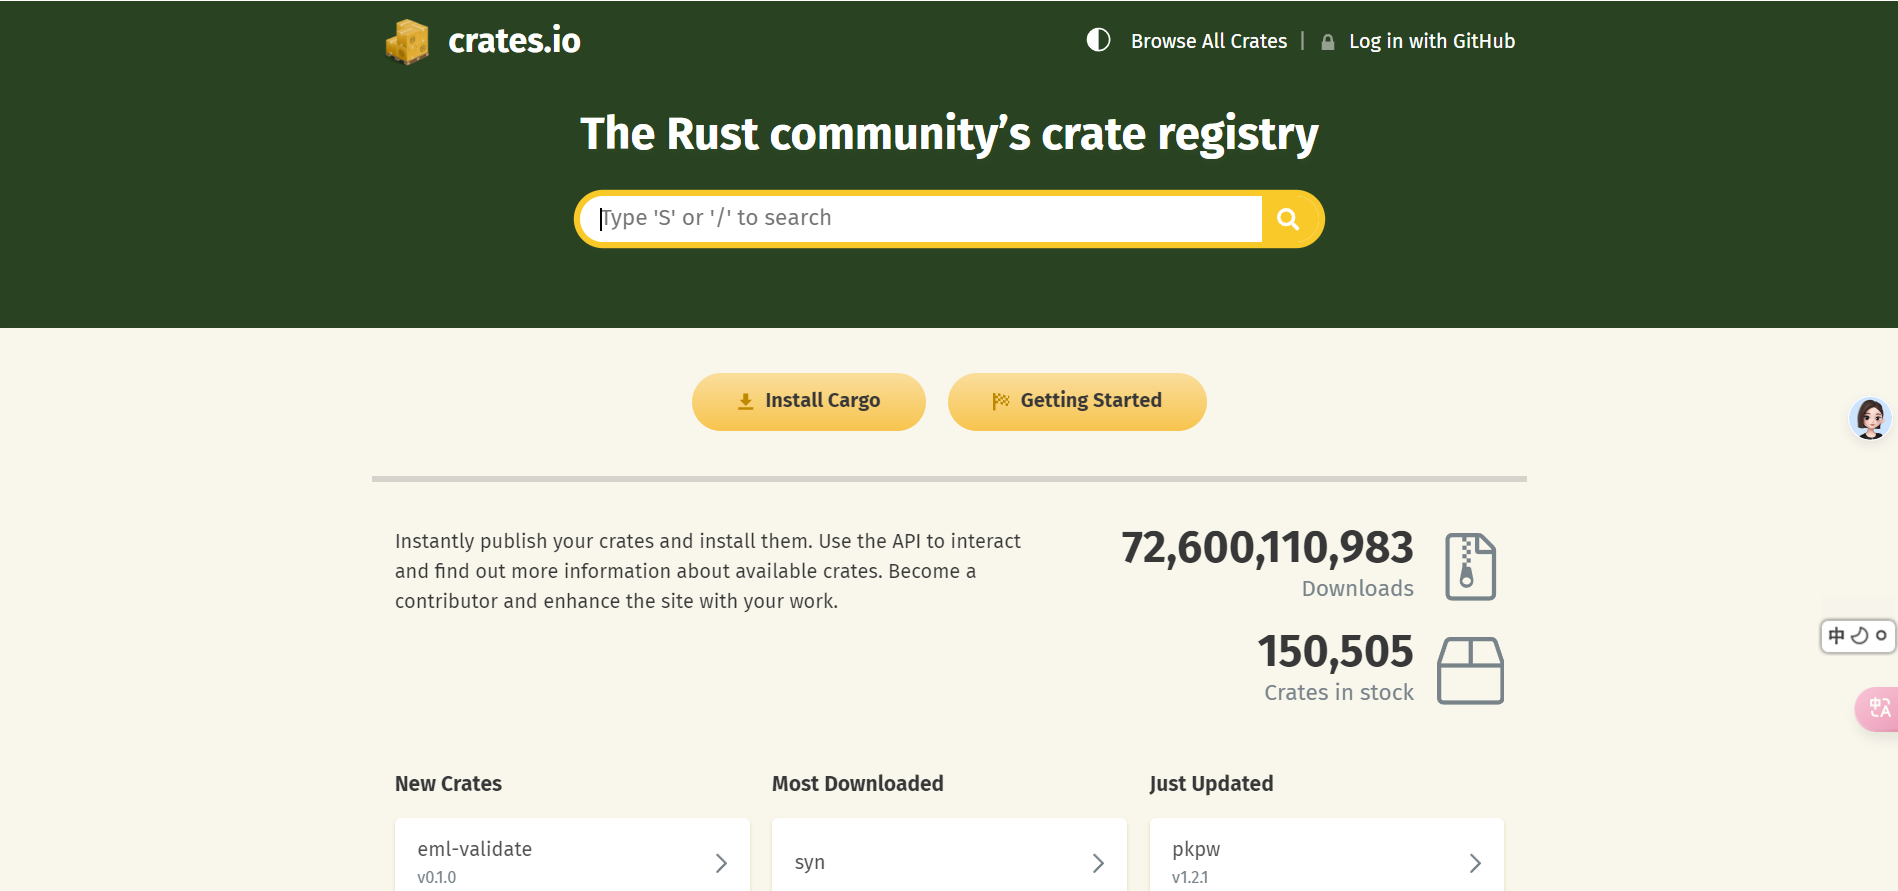 crates.io
Browse All Crates | Log in with GitHub
The Rust community’s crate registry
Type 'S' or '/' to search
Install Cargo
Getting Started
Instantly publish your crates and install them. Use the API to interact
and find out more information about available crates. Become a
contributor and enhance the site with your work.
72,600,110,983
Downloads
150,505
Crates in stock
中
中A
New Crates
Most Downloaded
Just Updated
eml-validate
v0.1.0
syn
pkpw
v1.2.1